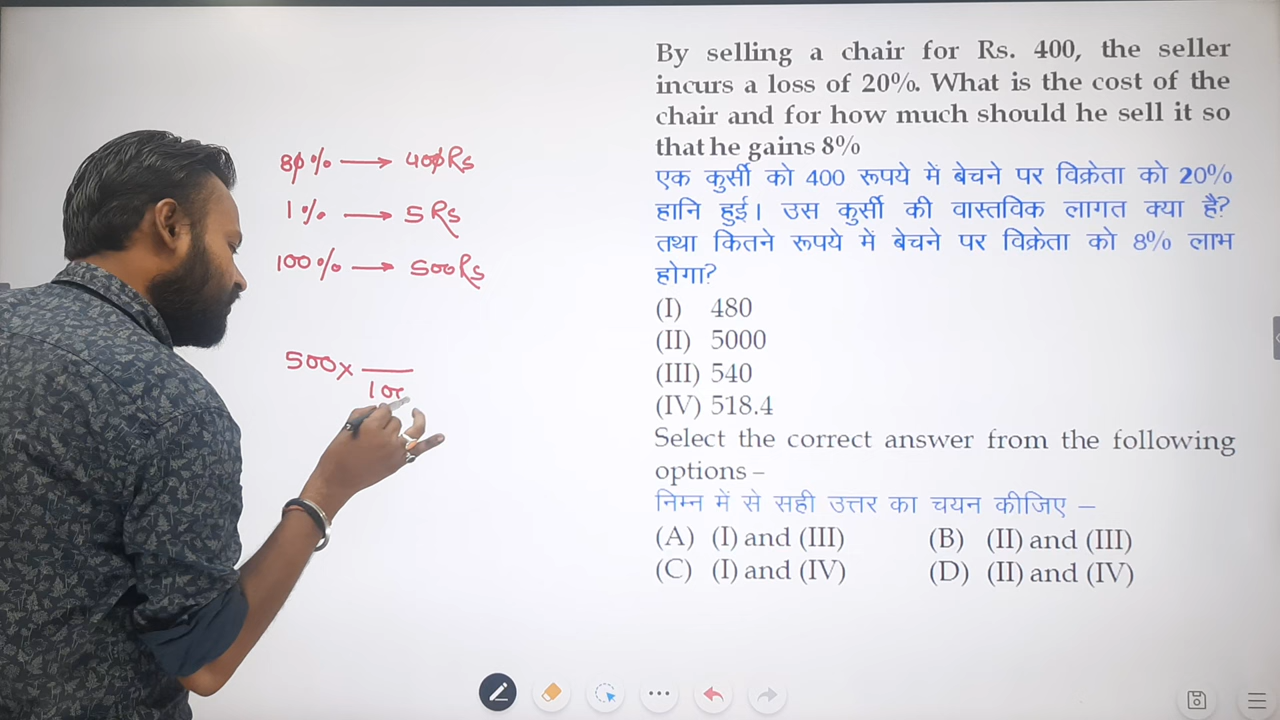 80% → 400Rs
1% → 5Rs
100% → 500Rs
500×
100
By selling a chair for Rs. 400, the seller
incurs a loss of 20%. What is the cost of the
chair and for how much should he sell it so
that he gains 8%
एक कुर्सी को 400 रूपये में बेचने पर विक्रेता को 20%
हानि हुई। उस कुर्सी की वास्तविक लागत क्या है?
तथा कितने रूपये में बेचने पर विक्रेता को 8% लाभ
होगा?
(I) 480
(II) 5000
(III) 540
(IV) 518.4
Select the correct answer from the following
options –
निम्न में से सही उत्तर का चयन कीजिए –
(A) (I) and (III) (B) (II) and (III)
(C) (I) and (IV) (D) (II) and (IV)